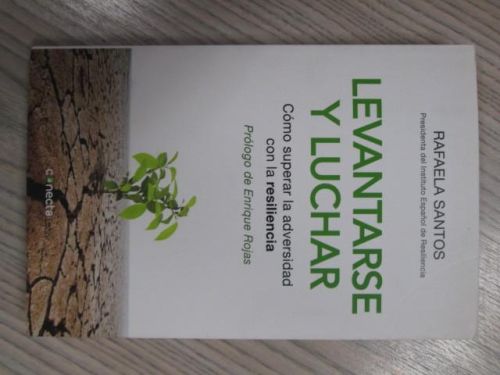 RAFAELA SANTOS
Presidenta del Instituto Español de Resiliencia
LEVANTARSE
Y LUCHAR
Cómo superar la adversidad
con la resiliencia
Prólogo de Enrique Rojas
conecta